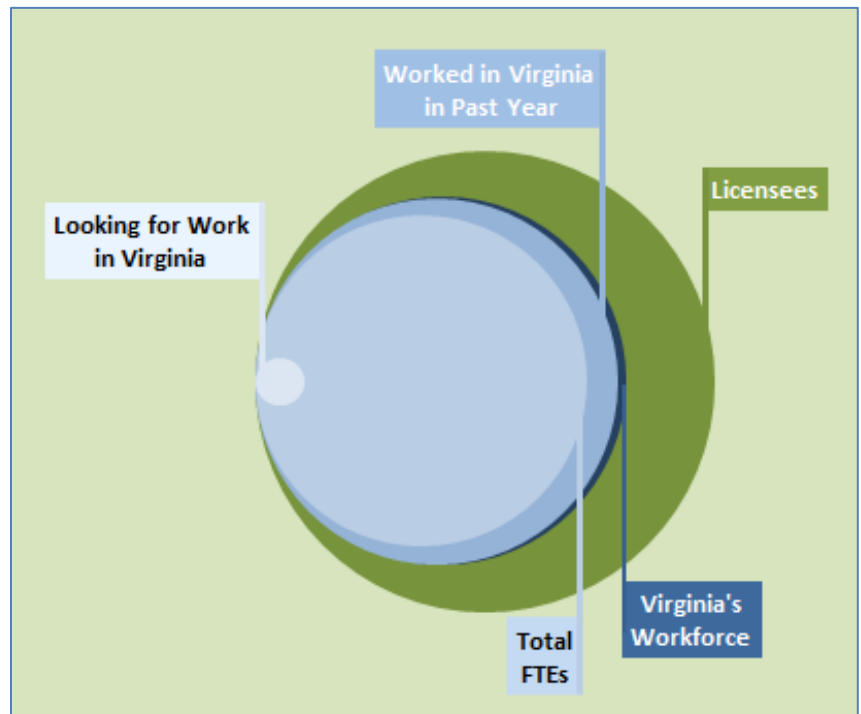 Worked in Virginia
in Past Year
Licensees
Looking for Work
in Virginia
Virginia's
Workforce
Total
FTEs